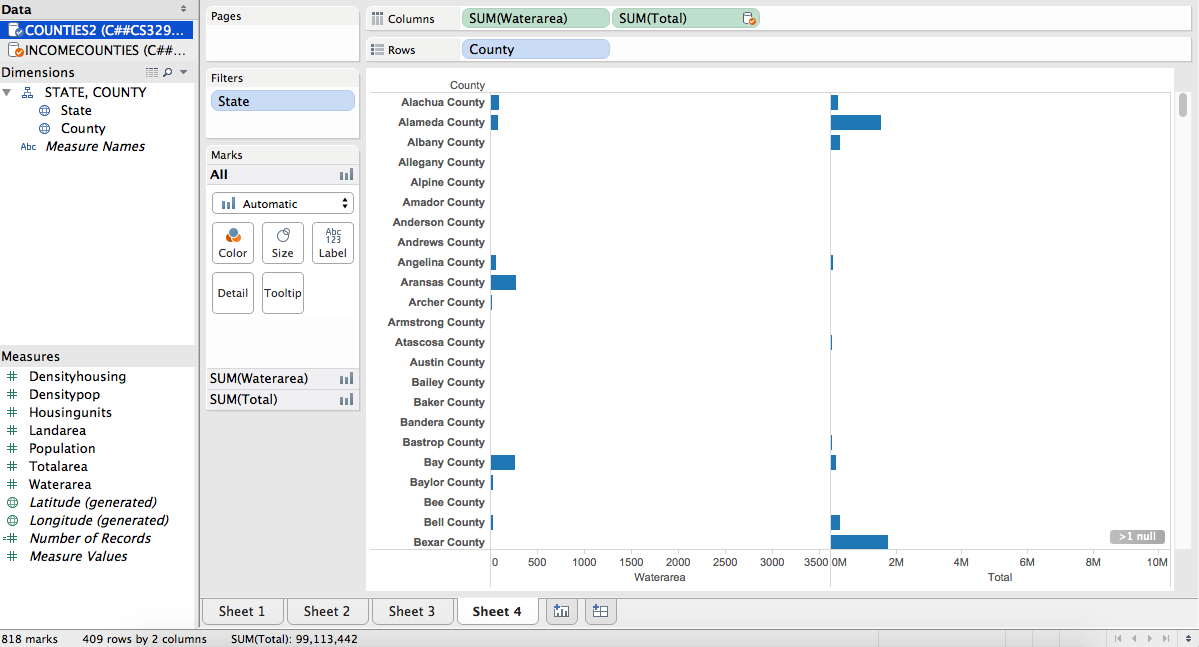 Data
COUNTIES2 (C##CS329...
INCOMECOUNTIES (C##...
Dimensions
STATE, COUNTY
State
County
Abc Measure Names
Measures
Densityhousing
Densitypop
Housingunits
Landarea
Population
Totalarea
Waterarea
Latitude (generated)
Longitude (generated)
Number of Records
Measure Values
Pages
Filters
State
Marks
All
Automatic
Color
Size
Abc
123
Label
Detail
Tooltip
SUM(Waterarea)
SUM(Total)
Columns SUM(Waterarea) SUM(Total)
Rows County
County
Alachua County
Alameda County
Albany County
Allegany County
Alpine County
Amador County
Anderson County
Andrews County
Angelina County
Aransas County
Archer County
Armstrong County
Atascosa County
Austin County
Bailey County
Baker County
Bandera County
Bastrop County
Bay County
Baylor County
Bee County
Bell County
Bexar County
>1 null
0 500 1000 1500 2000 2500 3000 3500 0M 2M 4M 6M 8M 10M
Waterarea Total
Sheet 1 Sheet 2 Sheet 3 Sheet 4
818 marks 409 rows by 2 columns SUM(Total): 99,113,442